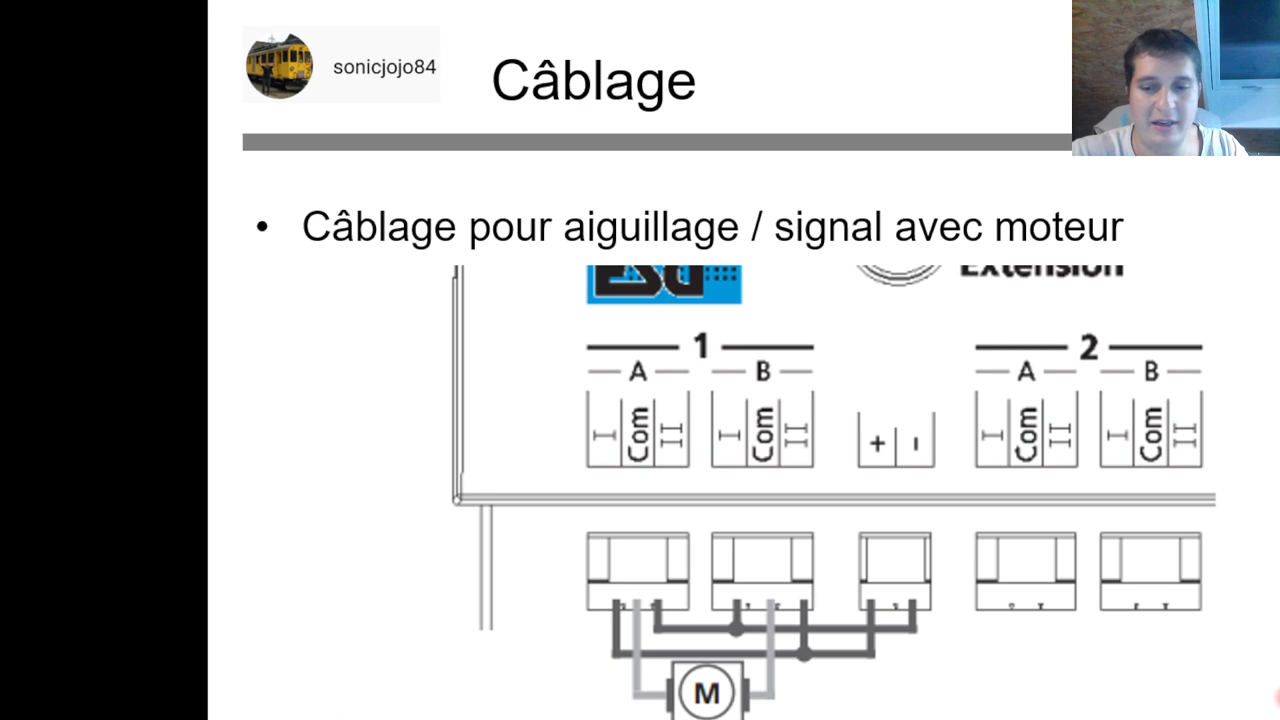 sonicjojo84
Câblage
• Câblage pour aiguillage / signal avec moteur
Extension
1 2
A B A B
I Com II I Com II + - I Com II I Com II
M